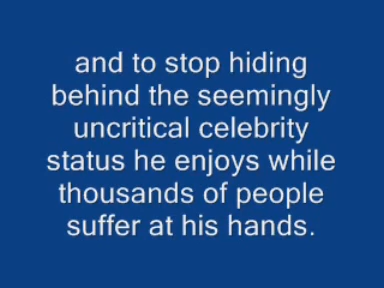 and to stop hiding
behind the seemingly
uncritical celebrity
status he enjoys while
thousands of people
suffer at his hands.